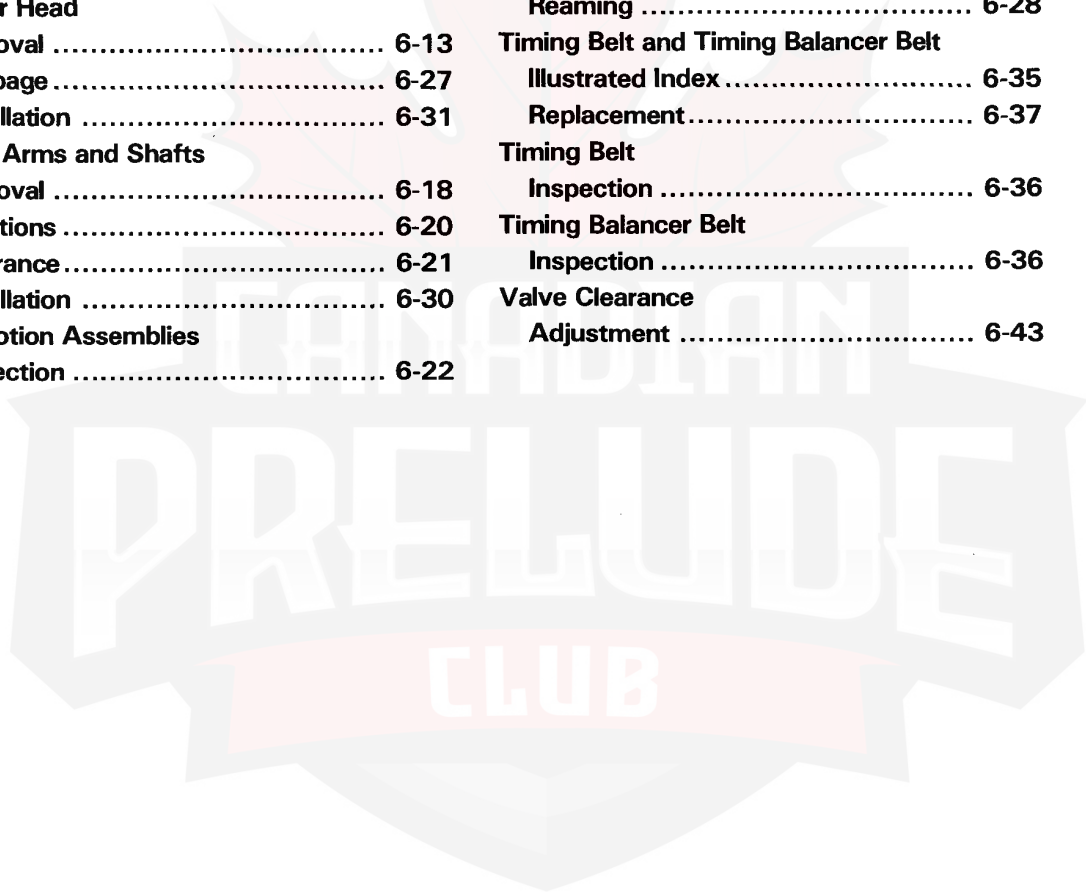 r Head
oval ................................ 6-13
page ................................ 6-27
llation ................................ 6-31
Arms and Shafts
oval ................................ 6-18
tions ................................ 6-20
rance ................................ 6-21
llation ................................ 6-30
otion Assemblies
ection ................................ 6-22
Reaming ................................ 6-28
Timing Belt and Timing Balancer Belt
Illustrated Index ................................ 6-35
Replacement ................................ 6-37
Timing Belt
Inspection ................................ 6-36
Timing Balancer Belt
Inspection ................................ 6-36
Valve Clearance
Adjustment ................................ 6-43
CANADIAN
PRELUDE
CLUB